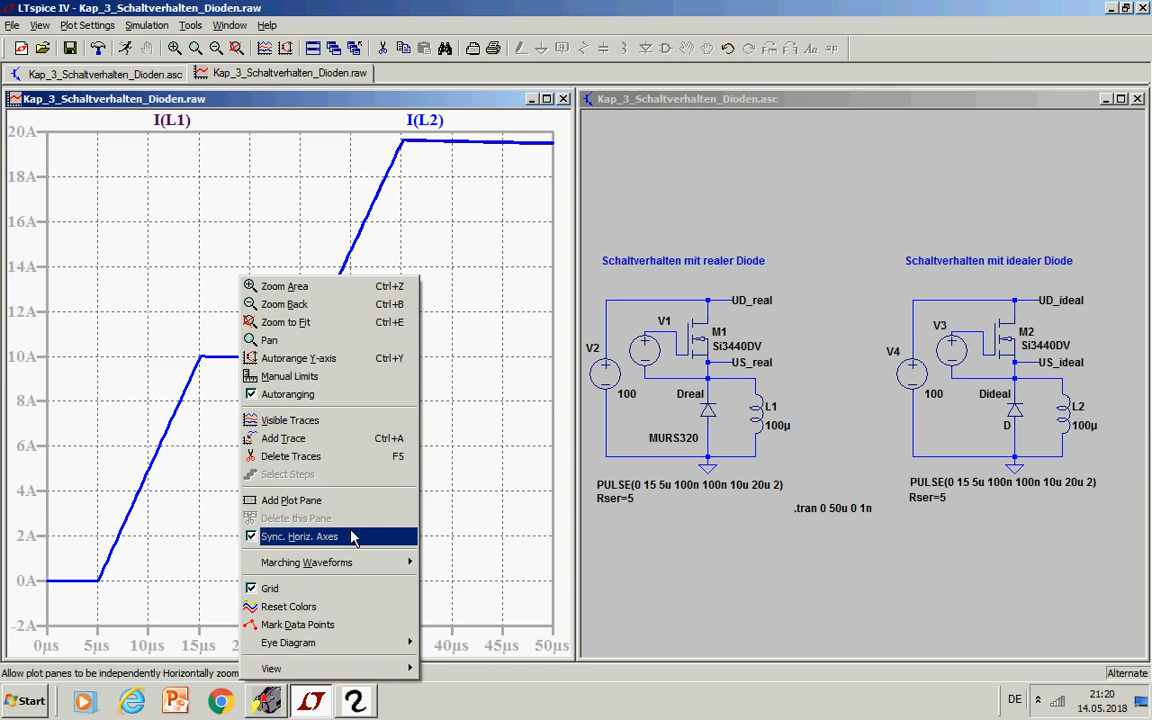 LTspice IV - Kap_3_Schaltverhalten_Dioden.raw
File View Plot Settings Simulation Tools Window Help
Kap_3_Schaltverhalten_Dioden.asc Kap_3_Schaltverhalten_Dioden.raw
Kap_3_Schaltverhalten_Dioden.raw
I(L1) I(L2)
20A
18A
16A
14A
12A
10A
8A
6A
4A
2A
0A
-2A
0µs 5µs 10µs 15µs 2 40µs 45µs 50µs
Zoom Area Ctrl+Z
Zoom Back Ctrl+B
Zoom to Fit Ctrl+E
Pan
Autorange Y-axis Ctrl+Y
Manual Limits
Autoranging
Visible Traces
Add Trace Ctrl+A
Delete Traces F5
Select Steps
Add Plot Pane
Delete this Pane
Sync. Horiz. Axes
Marching Waveforms
Grid
Reset Colors
Mark Data Points
Eye Diagram
View
Kap_3_Schaltverhalten_Dioden.asc
Schaltverhalten mit realer Diode
UD_real
V1
M1
Si3440DV
V2
US_real
100
Dreal
L1
100µ
MURS320
PULSE(0 15 5u 100n 100n 10u 20u 2)
Rser=5
.tran 0 50u 0 1n
Schaltverhalten mit idealer Diode
UD_ideal
V3
M2
Si3440DV
V4
US_ideal
100
Dideal
L2
D
100µ
PULSE(0 15 5u 100n 100n 10u 20u 2)
Rser=5
Allow plot panes to be independently Horizontally zoom
Alternate
Start
DE
21:20
14.05.2018